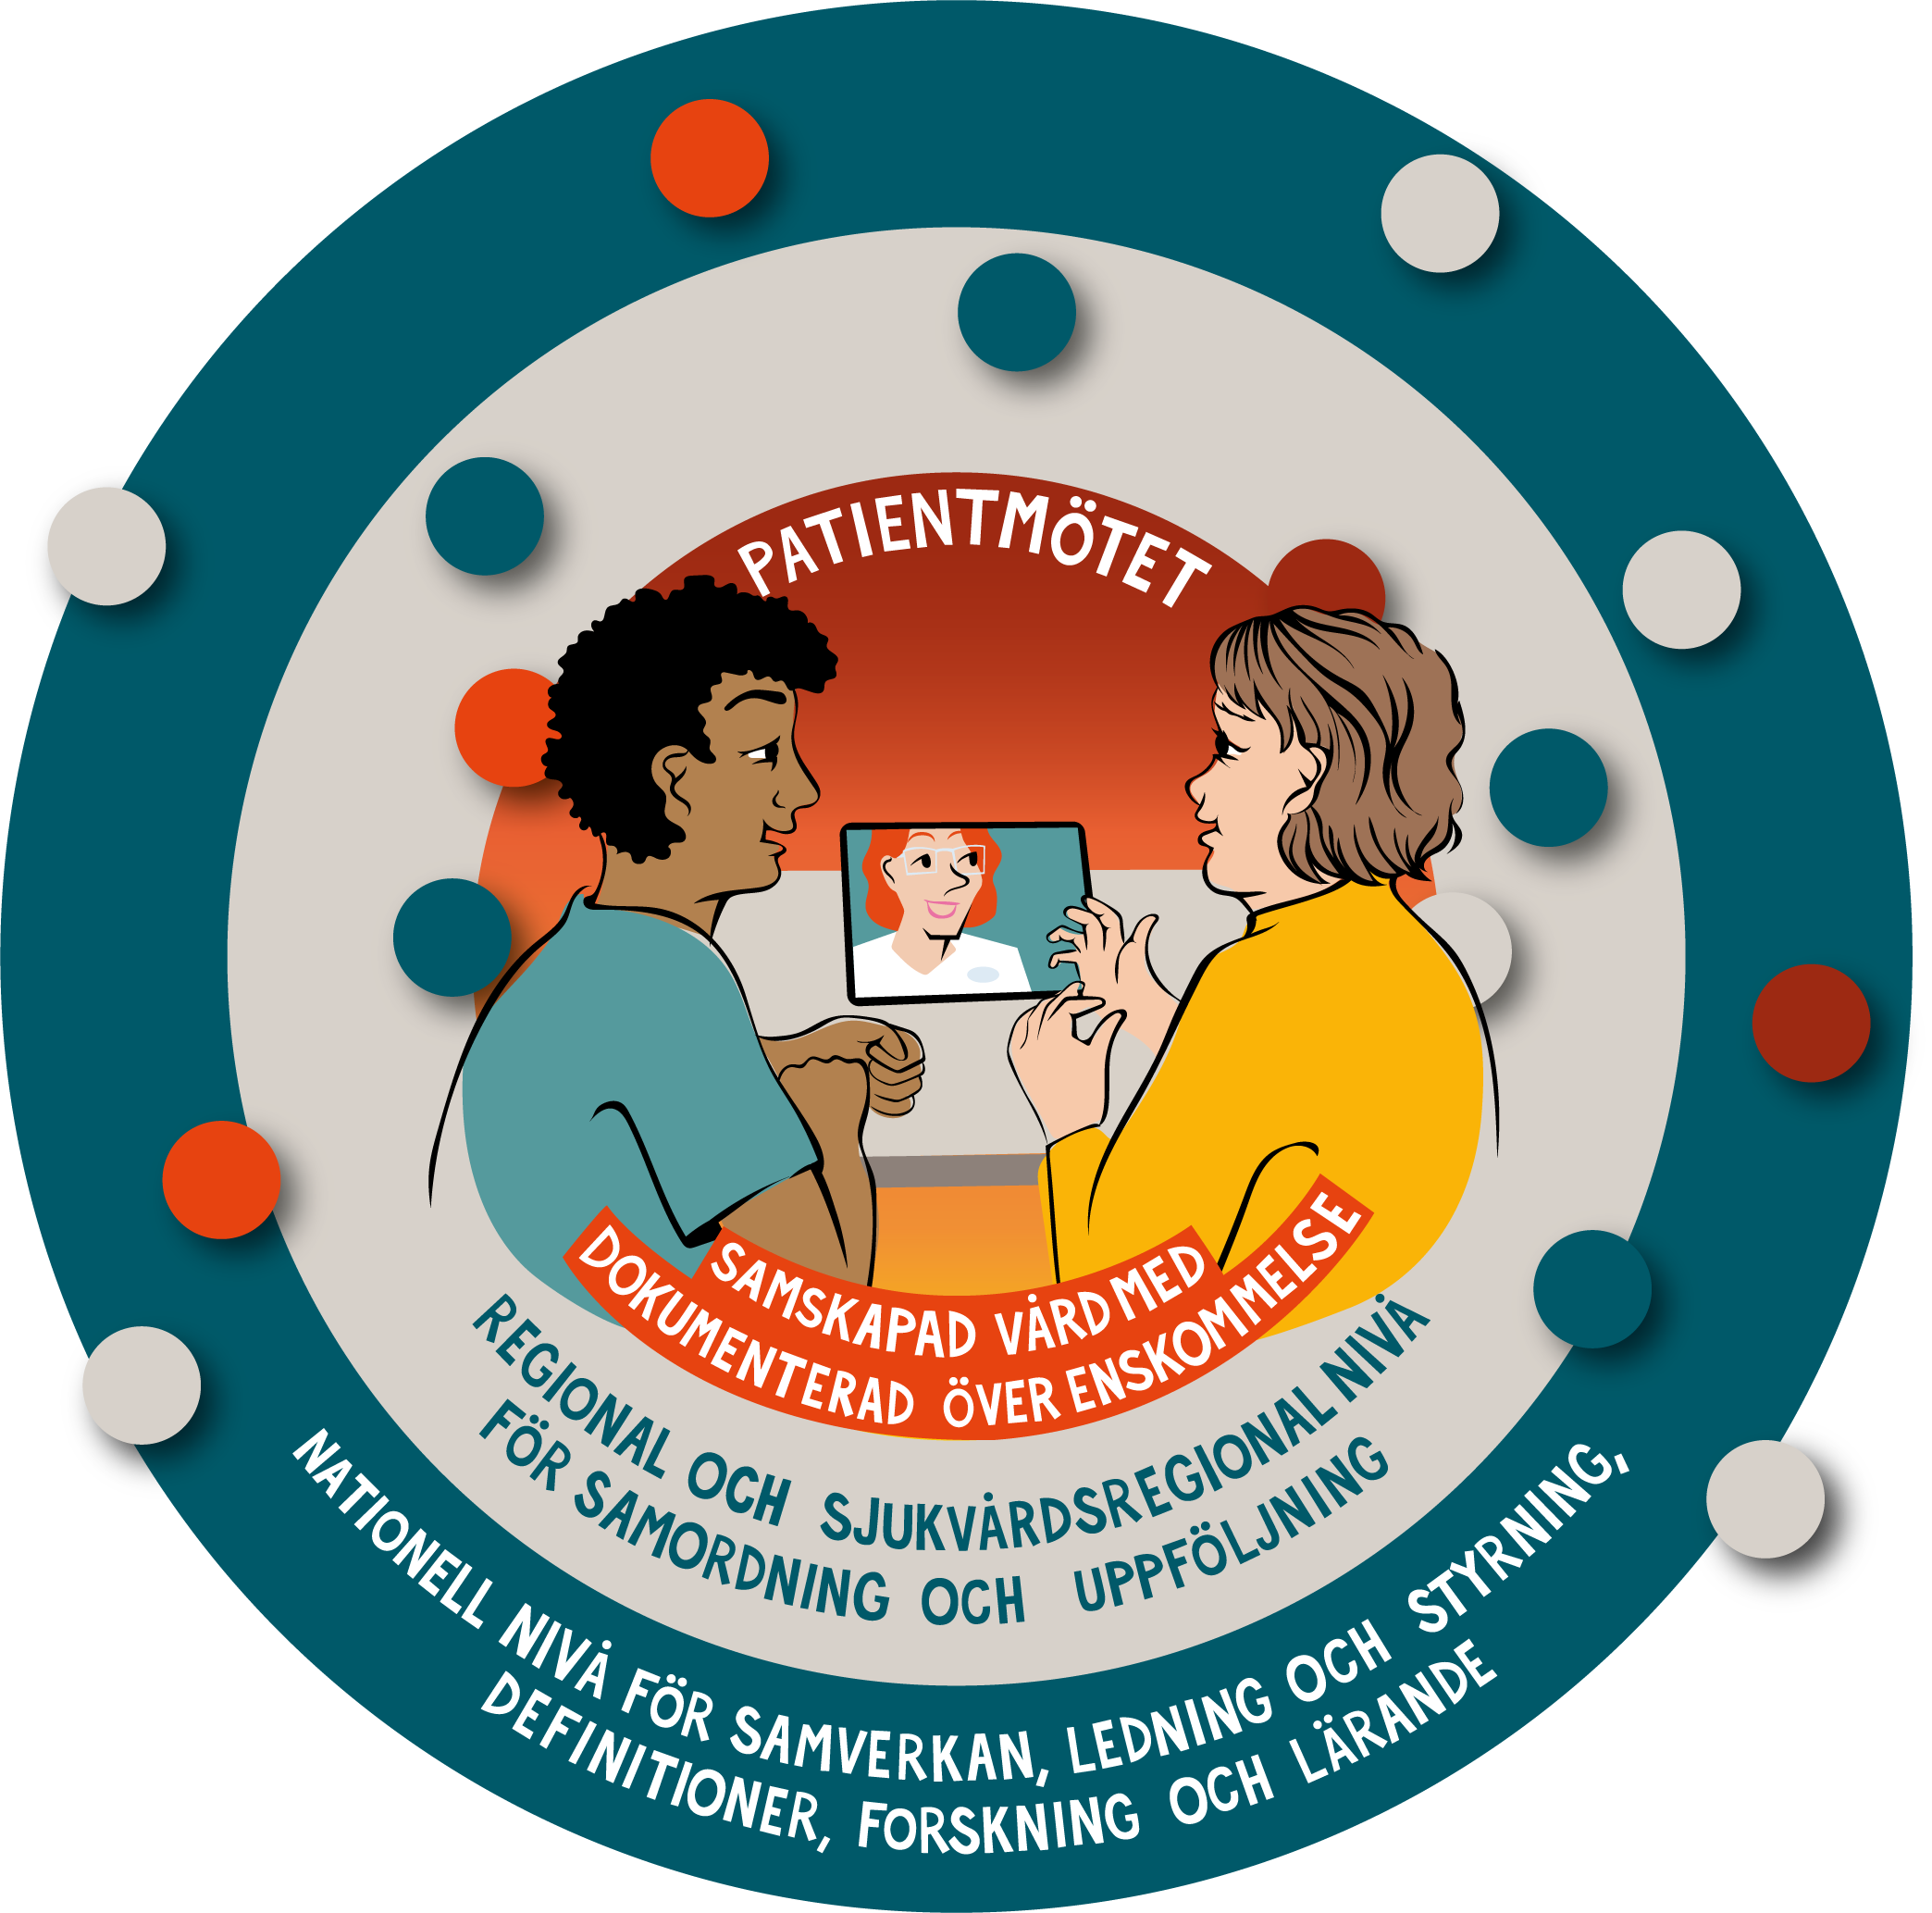 PATIENTMÖTET
SAMSKAPAD VÅRD MED
DOKUMENTERAD ÖVERENSKOMMELSE
REGIONAL OCH SJUKVÅRDSREGIONAL NIVÅ
FÖR SAMORDNING OCH UPPFÖLJNING
NATIONELL NIVÅ FÖR SAMVERKAN, LEDNING OCH STYRNING,
DEFINITIONER, FORSKNING OCH LÄRANDE